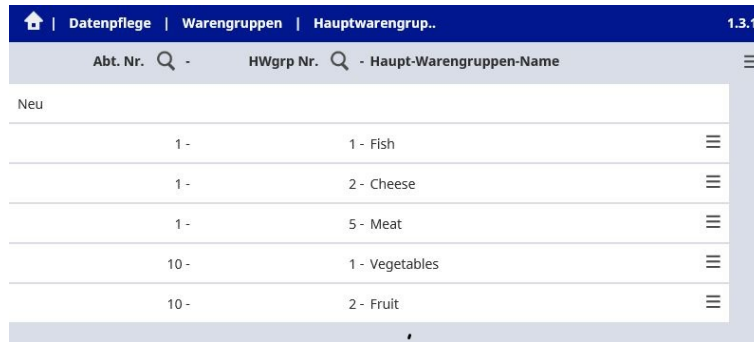 | Datenpflege | Warengruppen | Hauptwarengrup.. 1.3.1
Abt. Nr. - HWgrp Nr. - Haupt-Warengruppen-Name
Neu
1 - 1 - Fish
1 - 2 - Cheese
1 - 5 - Meat
10 - 1 - Vegetables
10 - 2 - Fruit